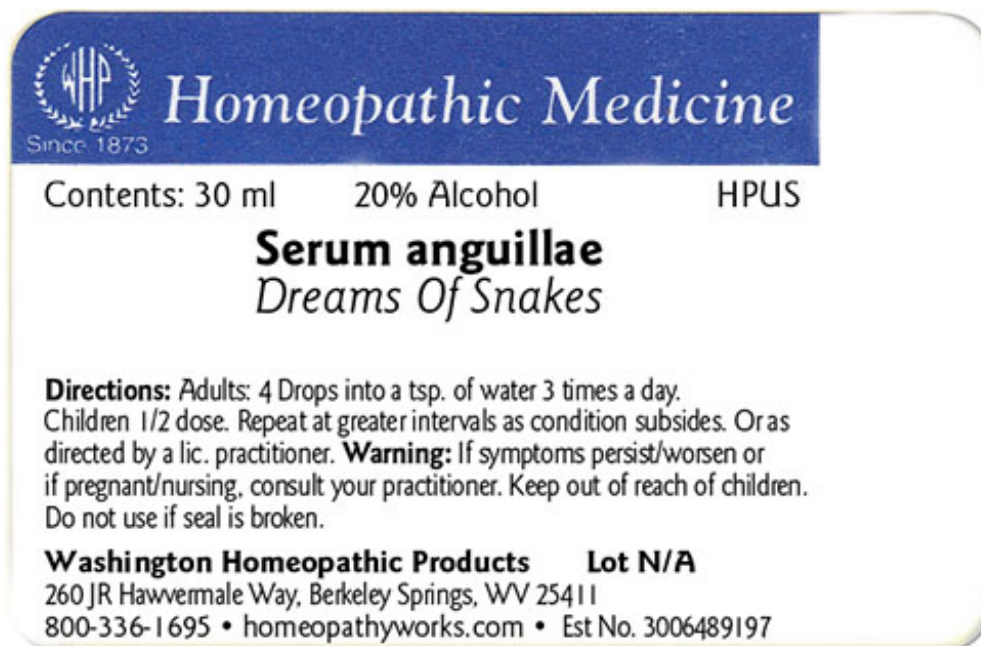 WHP
Since 1873
Homeopathic Medicine
Contents: 30 ml 20% Alcohol HPUS
Serum anguillae
Dreams Of Snakes
Directions: Adults: 4 Drops into a tsp. of water 3 times a day.
Children 1/2 dose. Repeat at greater intervals as condition subsides. Or as
directed by a lic. practitioner. Warning: If symptoms persist/worsen or
if pregnant/nursing, consult your practitioner. Keep out of reach of children.
Do not use if seal is broken.
Washington Homeopathic Products Lot N/A
260 JR Hawvermale Way, Berkeley Springs, WV 25411
800-336-1695 • homeopathyworks.com • Est No. 3006489197